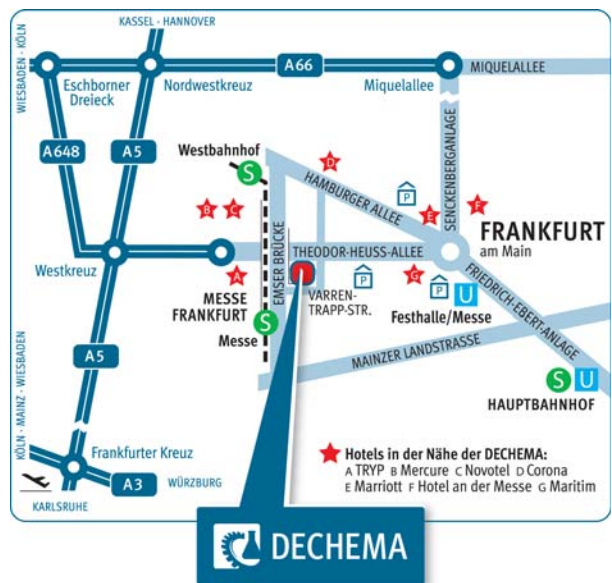 KASSEL - HANNOVER
WIESBADEN - KÖLN
A66
MIQUELALLEE
Eschborner
Dreieck
Nordwestkreuz
Miquelallee
A648
A5
Westbahnhof
S
D
HAMBURGER ALLEE
P
SENCKENBERGANLAGE
B
C
E
F
FRANKFURT
am Main
EMSER BRÜCKE
THEODOR-HEUSS-ALLEE
Westkreuz
A
G
MESSE
FRANKFURT
VARREN-
TRAPP-STR.
P
P
U
Festhalle/Messe
FRIEDRICH-EBERT-ANLAGE
S
Messe
MAINZER LANDSTRASSE
A5
S U
HAUPTBAHNHOF
KÖLN - MAINZ - WIESBADEN
Frankfurter Kreuz
A3
WÜRZBURG
KARLSRUHE
Hotels in der Nähe der DECHEMA:
A TRYP B Mercure C Novotel D Corona
E Marriott F Hotel an der Messe G Maritim
DECHEMA